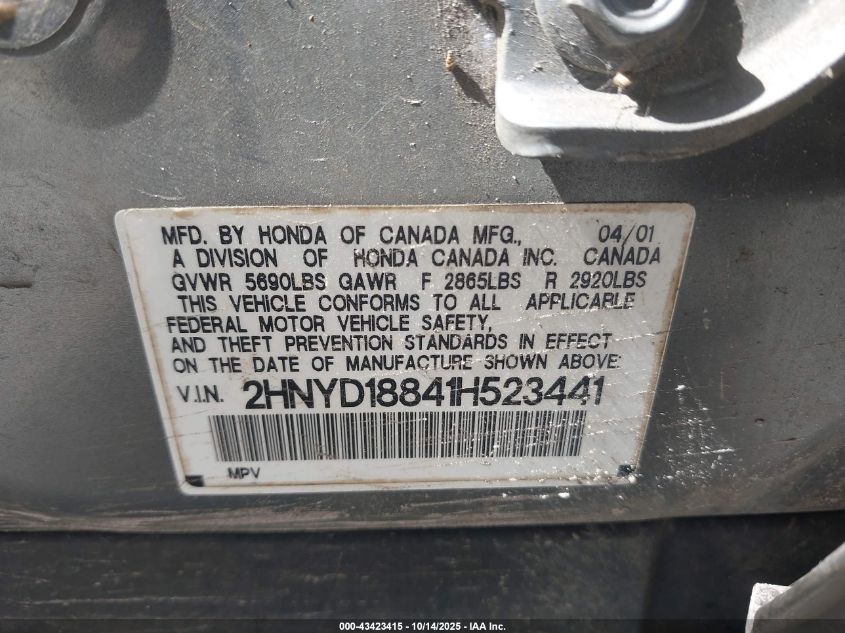 MFD. BY HONDA OF CANADA MFG., 04/01
A DIVISION OF HONDA CANADA INC. CANADA
GVWR 5690LBS GAWR F 2865LBS R 2920LBS
THIS VEHICLE CONFORMS TO ALL APPLICABLE
FEDERAL MOTOR VEHICLE SAFETY,
AND THEFT PREVENTION STANDARDS IN EFFECT
ON THE DATE OF MANUFACTURE SHOWN ABOVE:
V.I.N. 2HNYD18841H523441
MPV
000-43423415 - 10/14/2025 - IAA Inc.